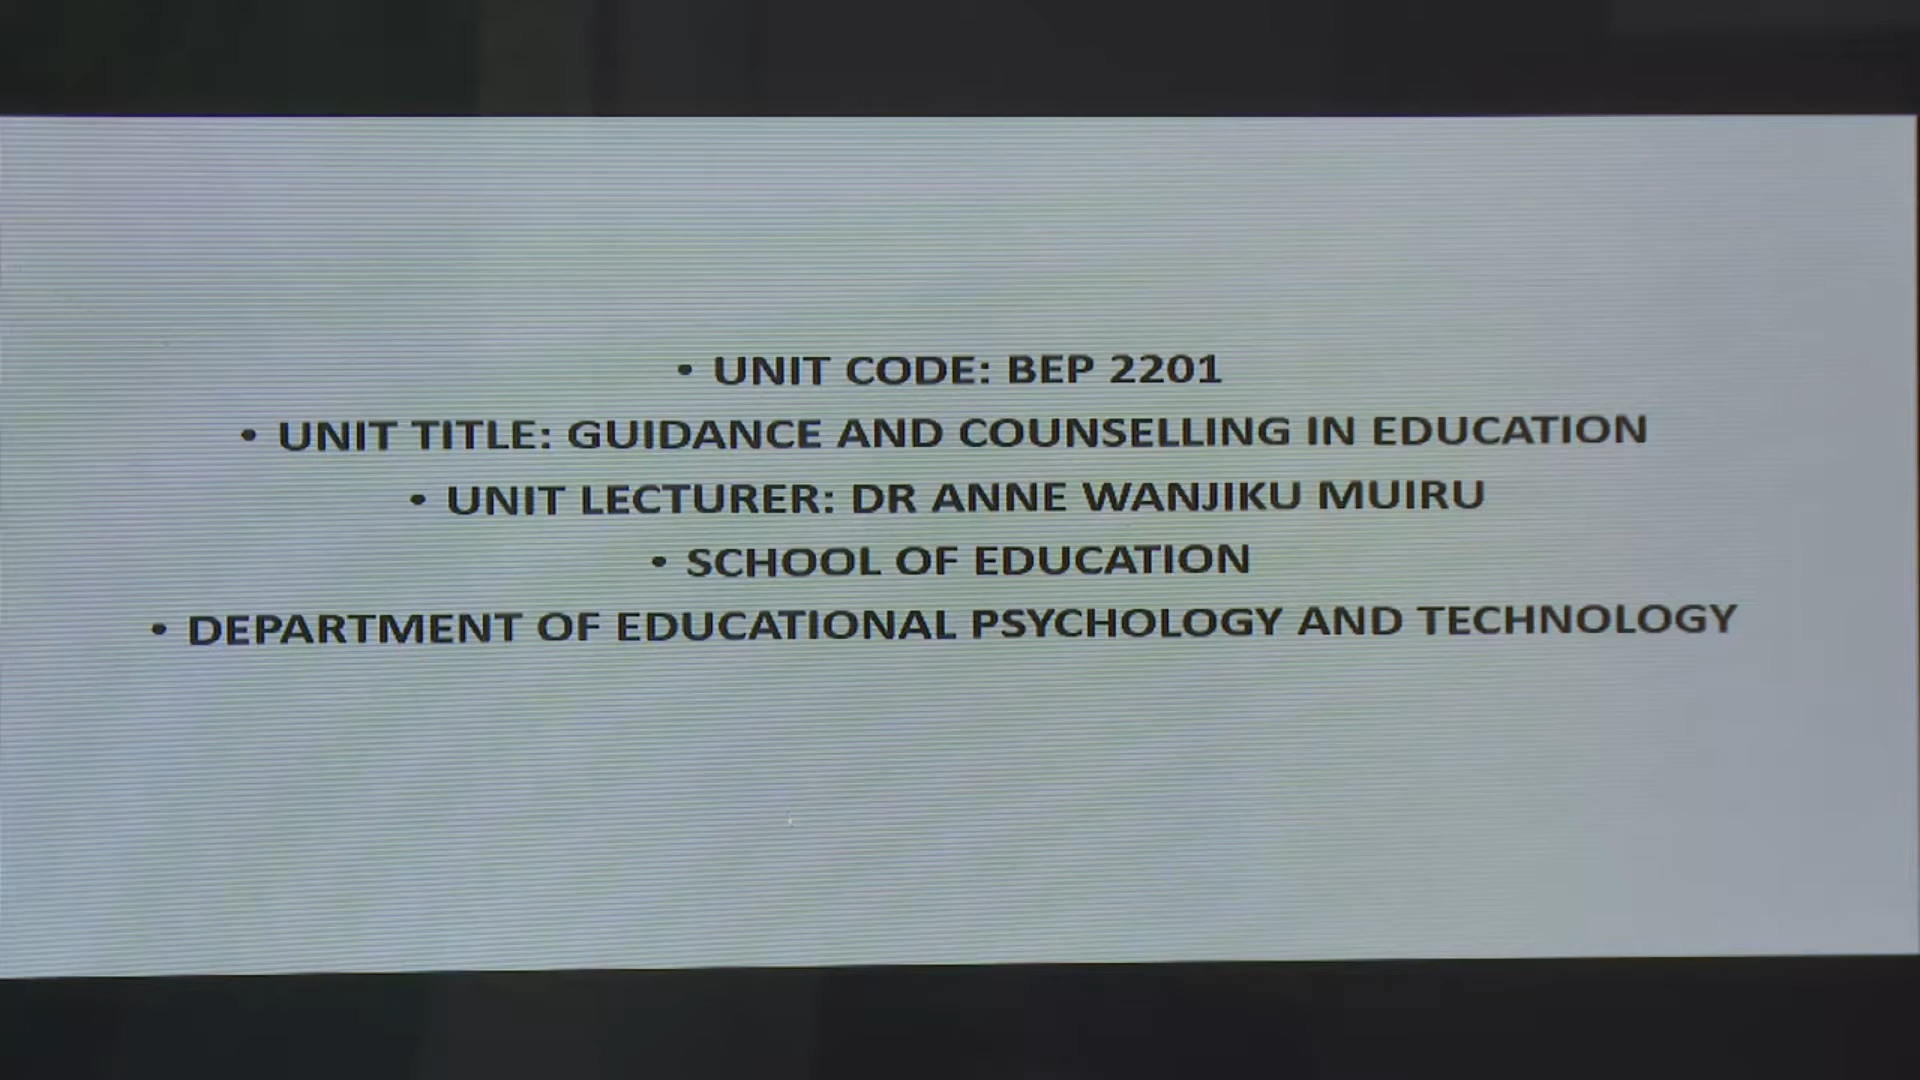 • UNIT CODE: BEP 2201
• UNIT TITLE: GUIDANCE AND COUNSELLING IN EDUCATION
• UNIT LECTURER: DR ANNE WANJIKU MUIRU
• SCHOOL OF EDUCATION
• DEPARTMENT OF EDUCATIONAL PSYCHOLOGY AND TECHNOLOGY